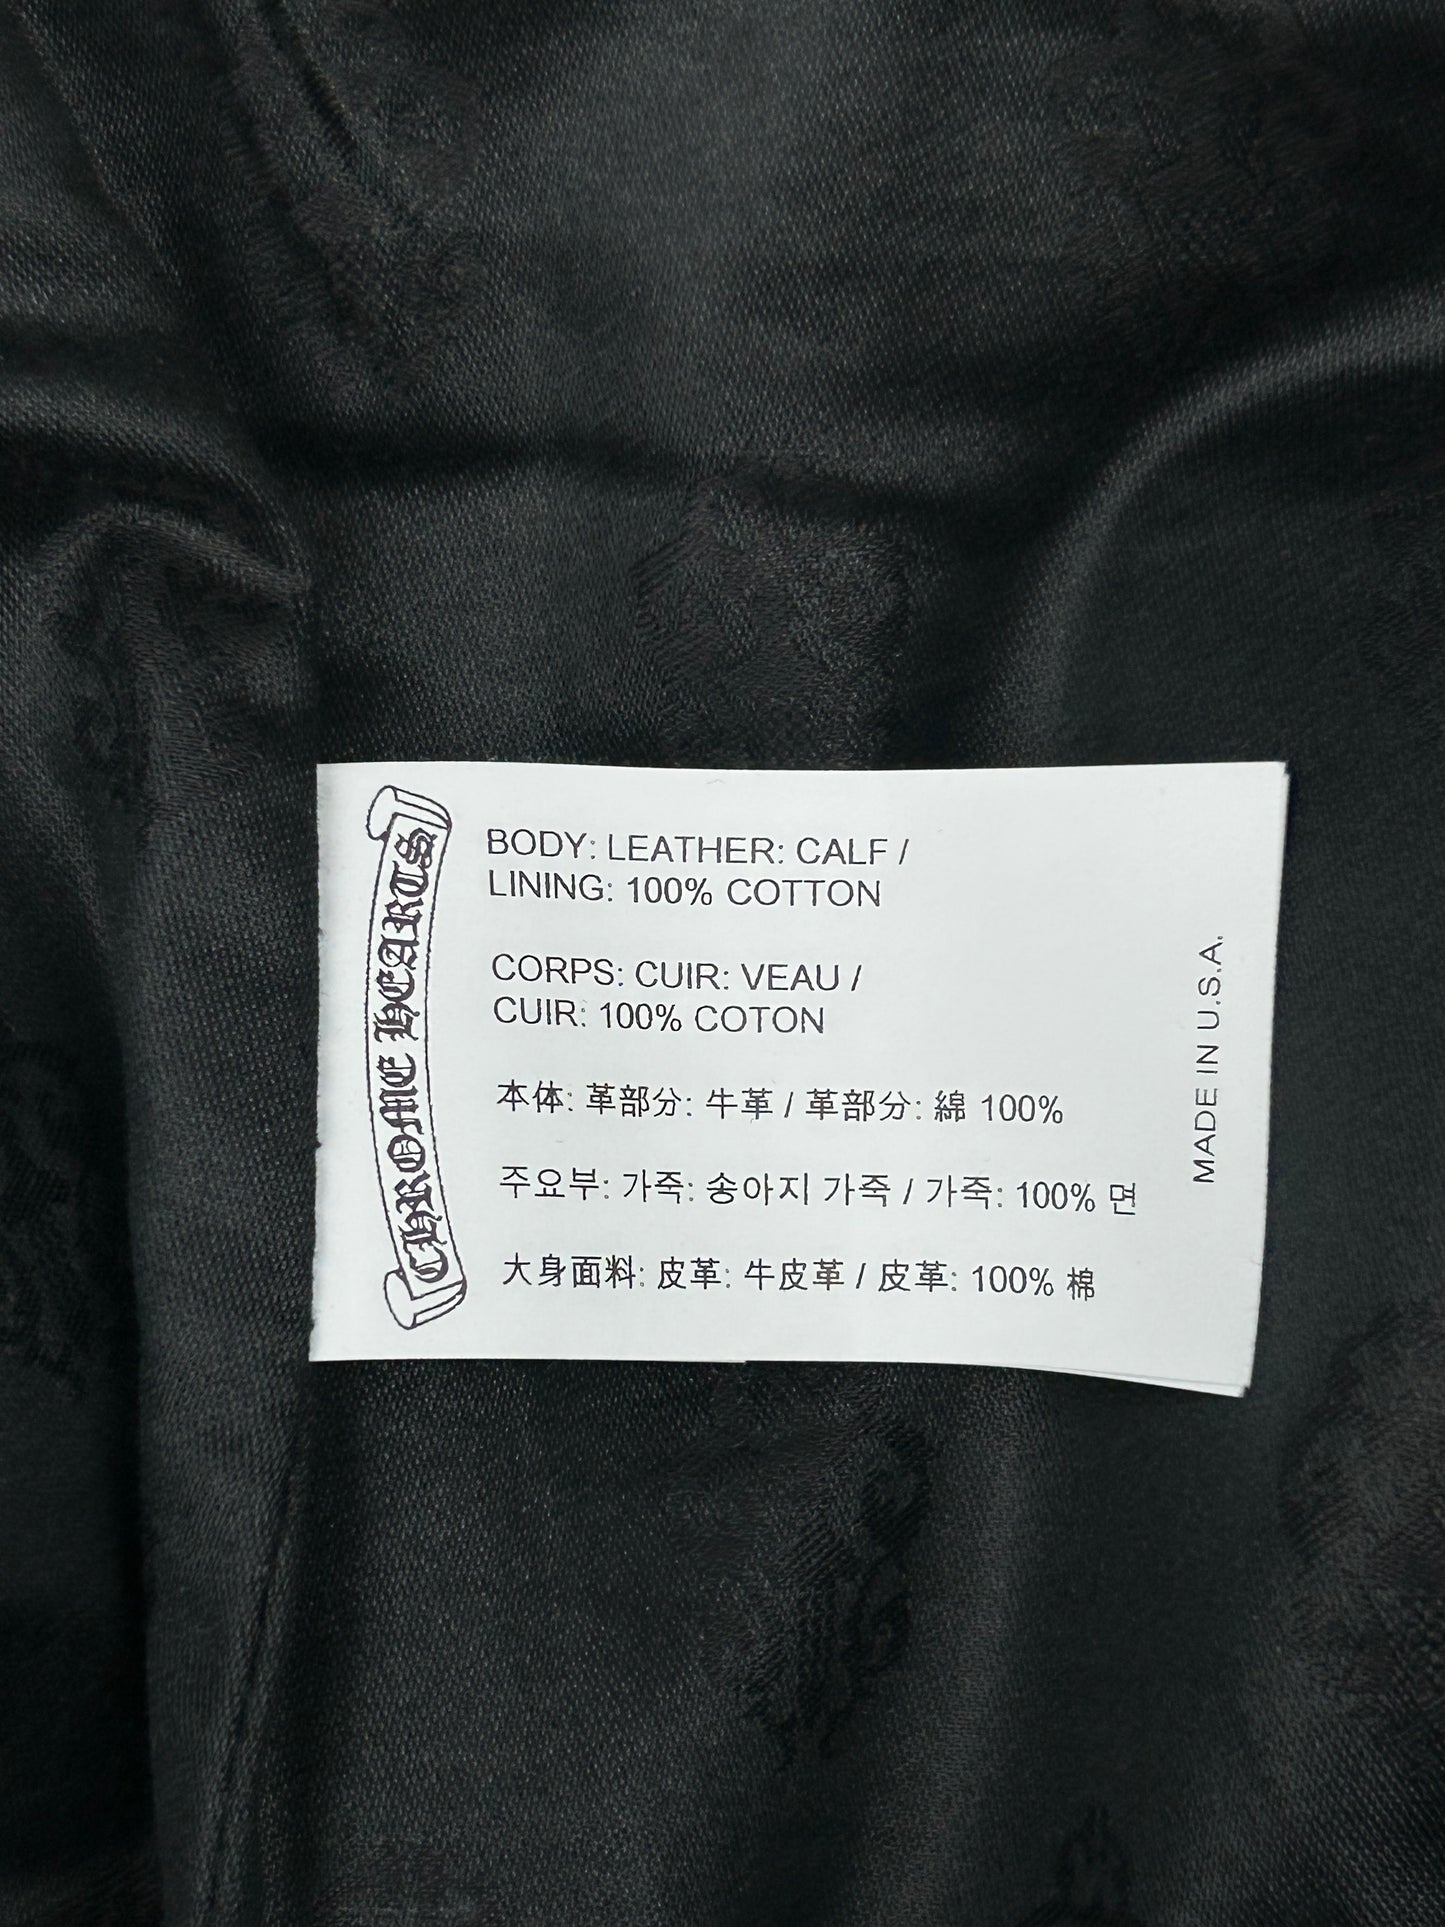 CHROME HEARTS
BODY: LEATHER: CALF /
LINING: 100% COTTON
CORPS: CUIR: VEAU /
CUIR: 100% COTON
本体: 革部分: 牛革 / 革部分: 綿 100%
주요부: 가죽: 송아지 가죽 / 가죽: 100% 면
大身面料: 皮革: 牛皮革 / 皮革: 100% 棉
MADE IN U.S.A.